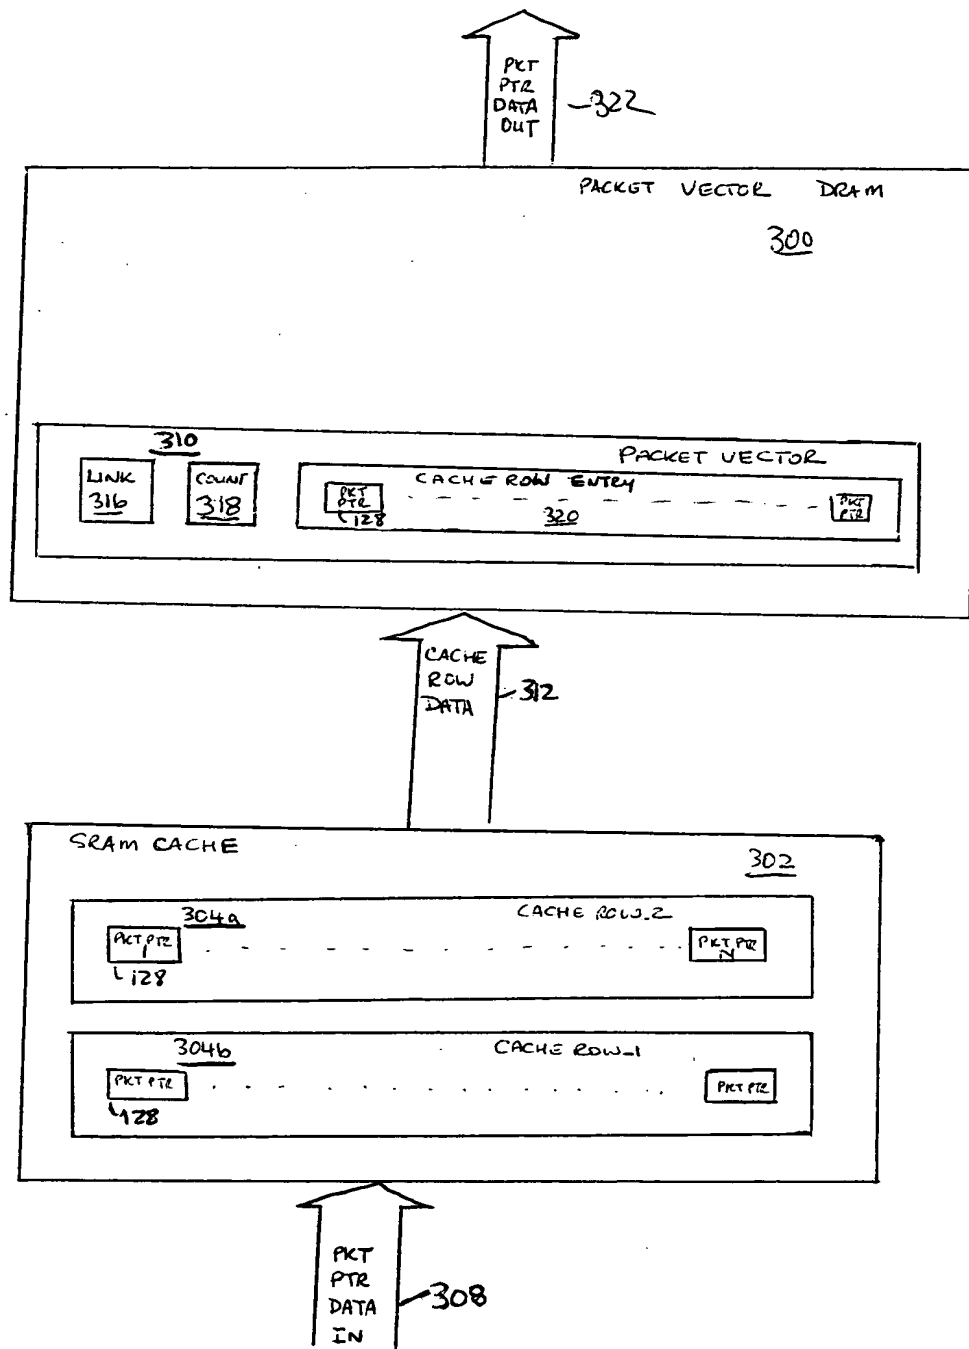 PKT
PTR
DATA
OUT
322
PACKET VECTOR DRAM
300
310
PACKET VECTOR
LINK
316
COUNT
318
CACHE ROW ENTRY
PKT
PTR
128
320
PKT
PTR
CACHE
ROW
DATA
312
SRAM CACHE
302
304a
CACHE ROW_2
PKT PTR
1
128
PKT PTR
N
304b
CACHE ROW_1
PKT PTR
128
PKT PTR
PKT
PTR
DATA
IN
308